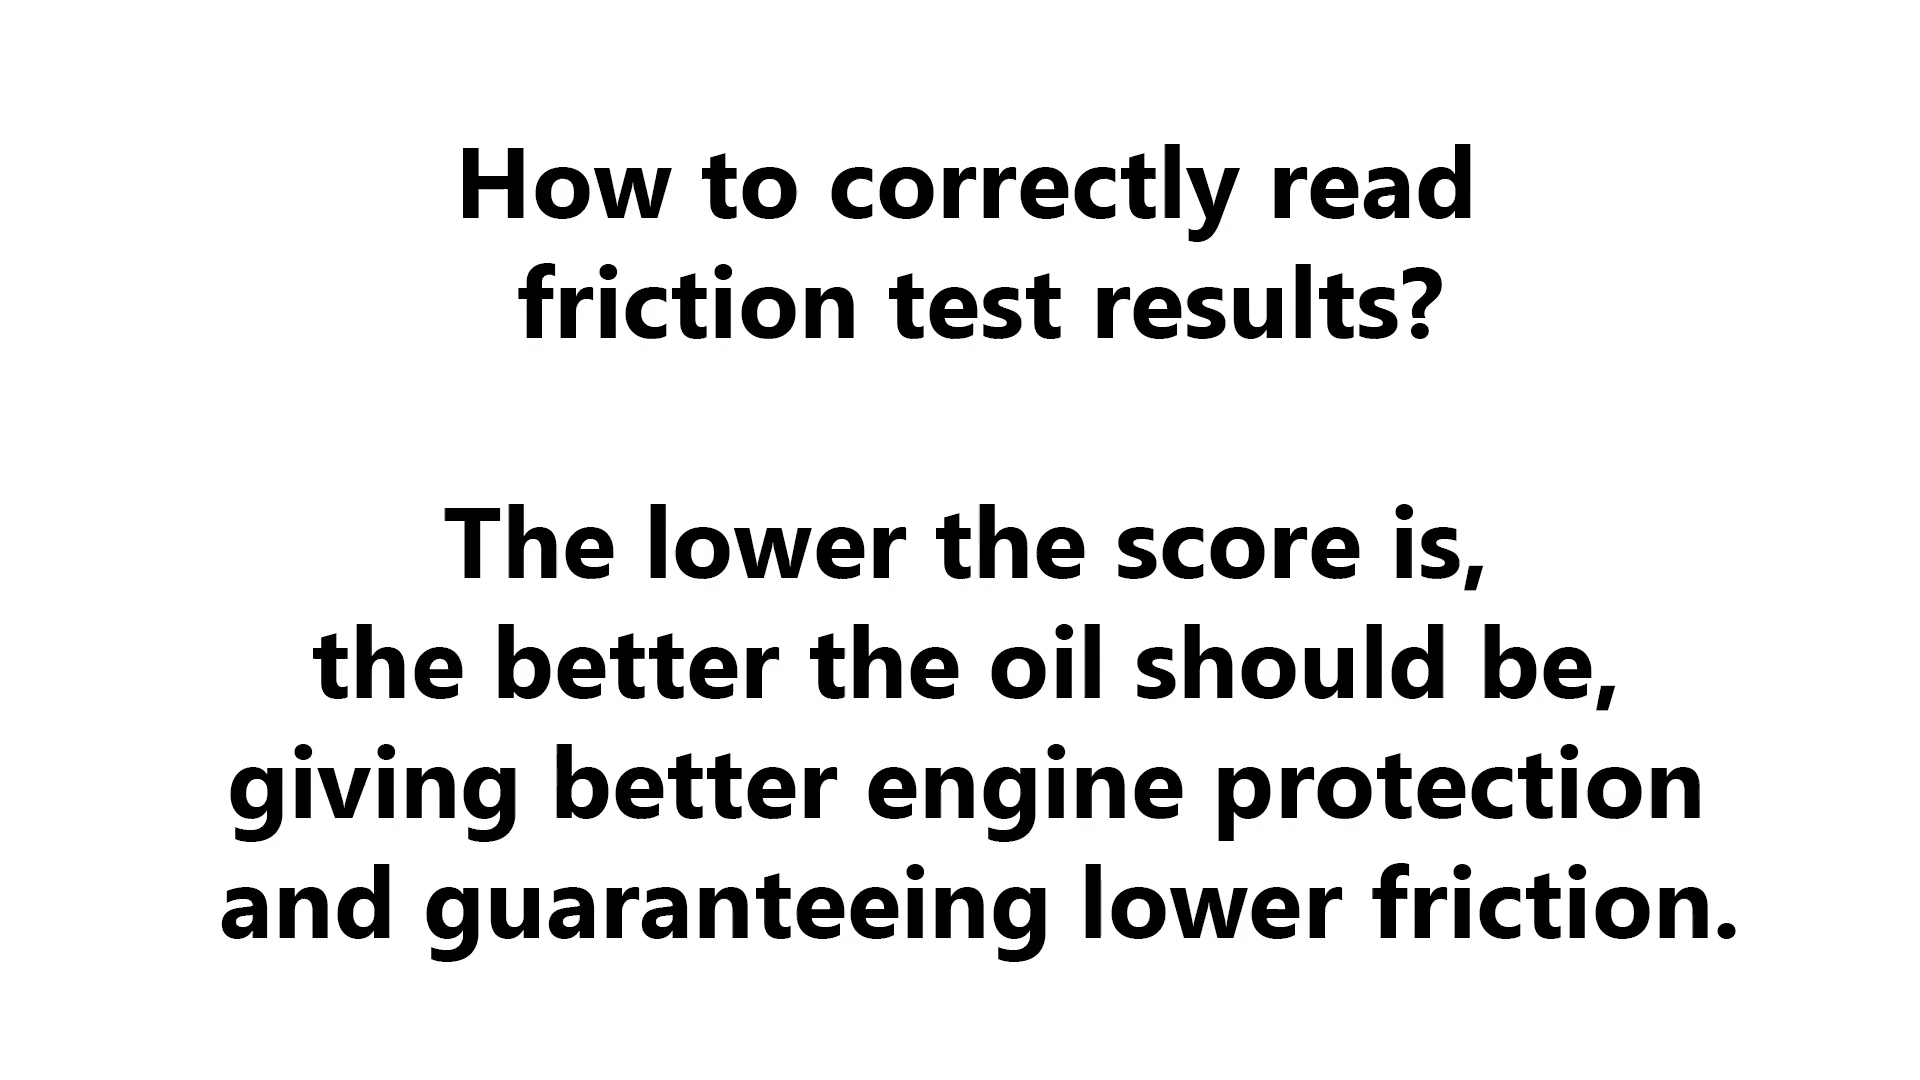 How to correctly read
friction test results?
The lower the score is,
the better the oil should be,
giving better engine protection
and guaranteeing lower friction.